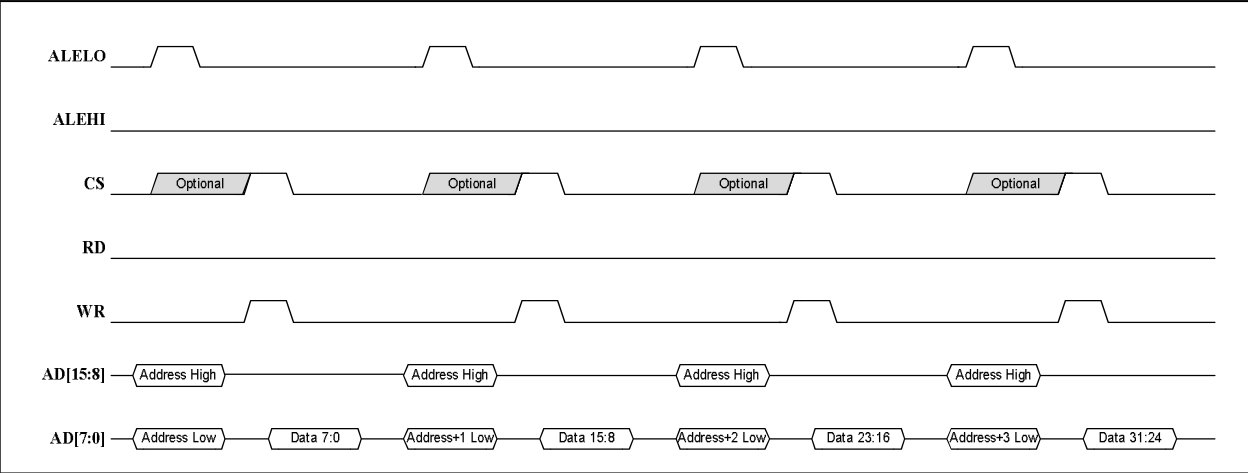 ALELO
ALEHI
CS Optional Optional Optional Optional
RD
WR
AD[15:8] Address High Address High Address High Address High
AD[7:0] Address Low Data 7:0 Address+1 Low Data 15:8 Address+2 Low Data 23:16 Address+3 Low Data 31:24